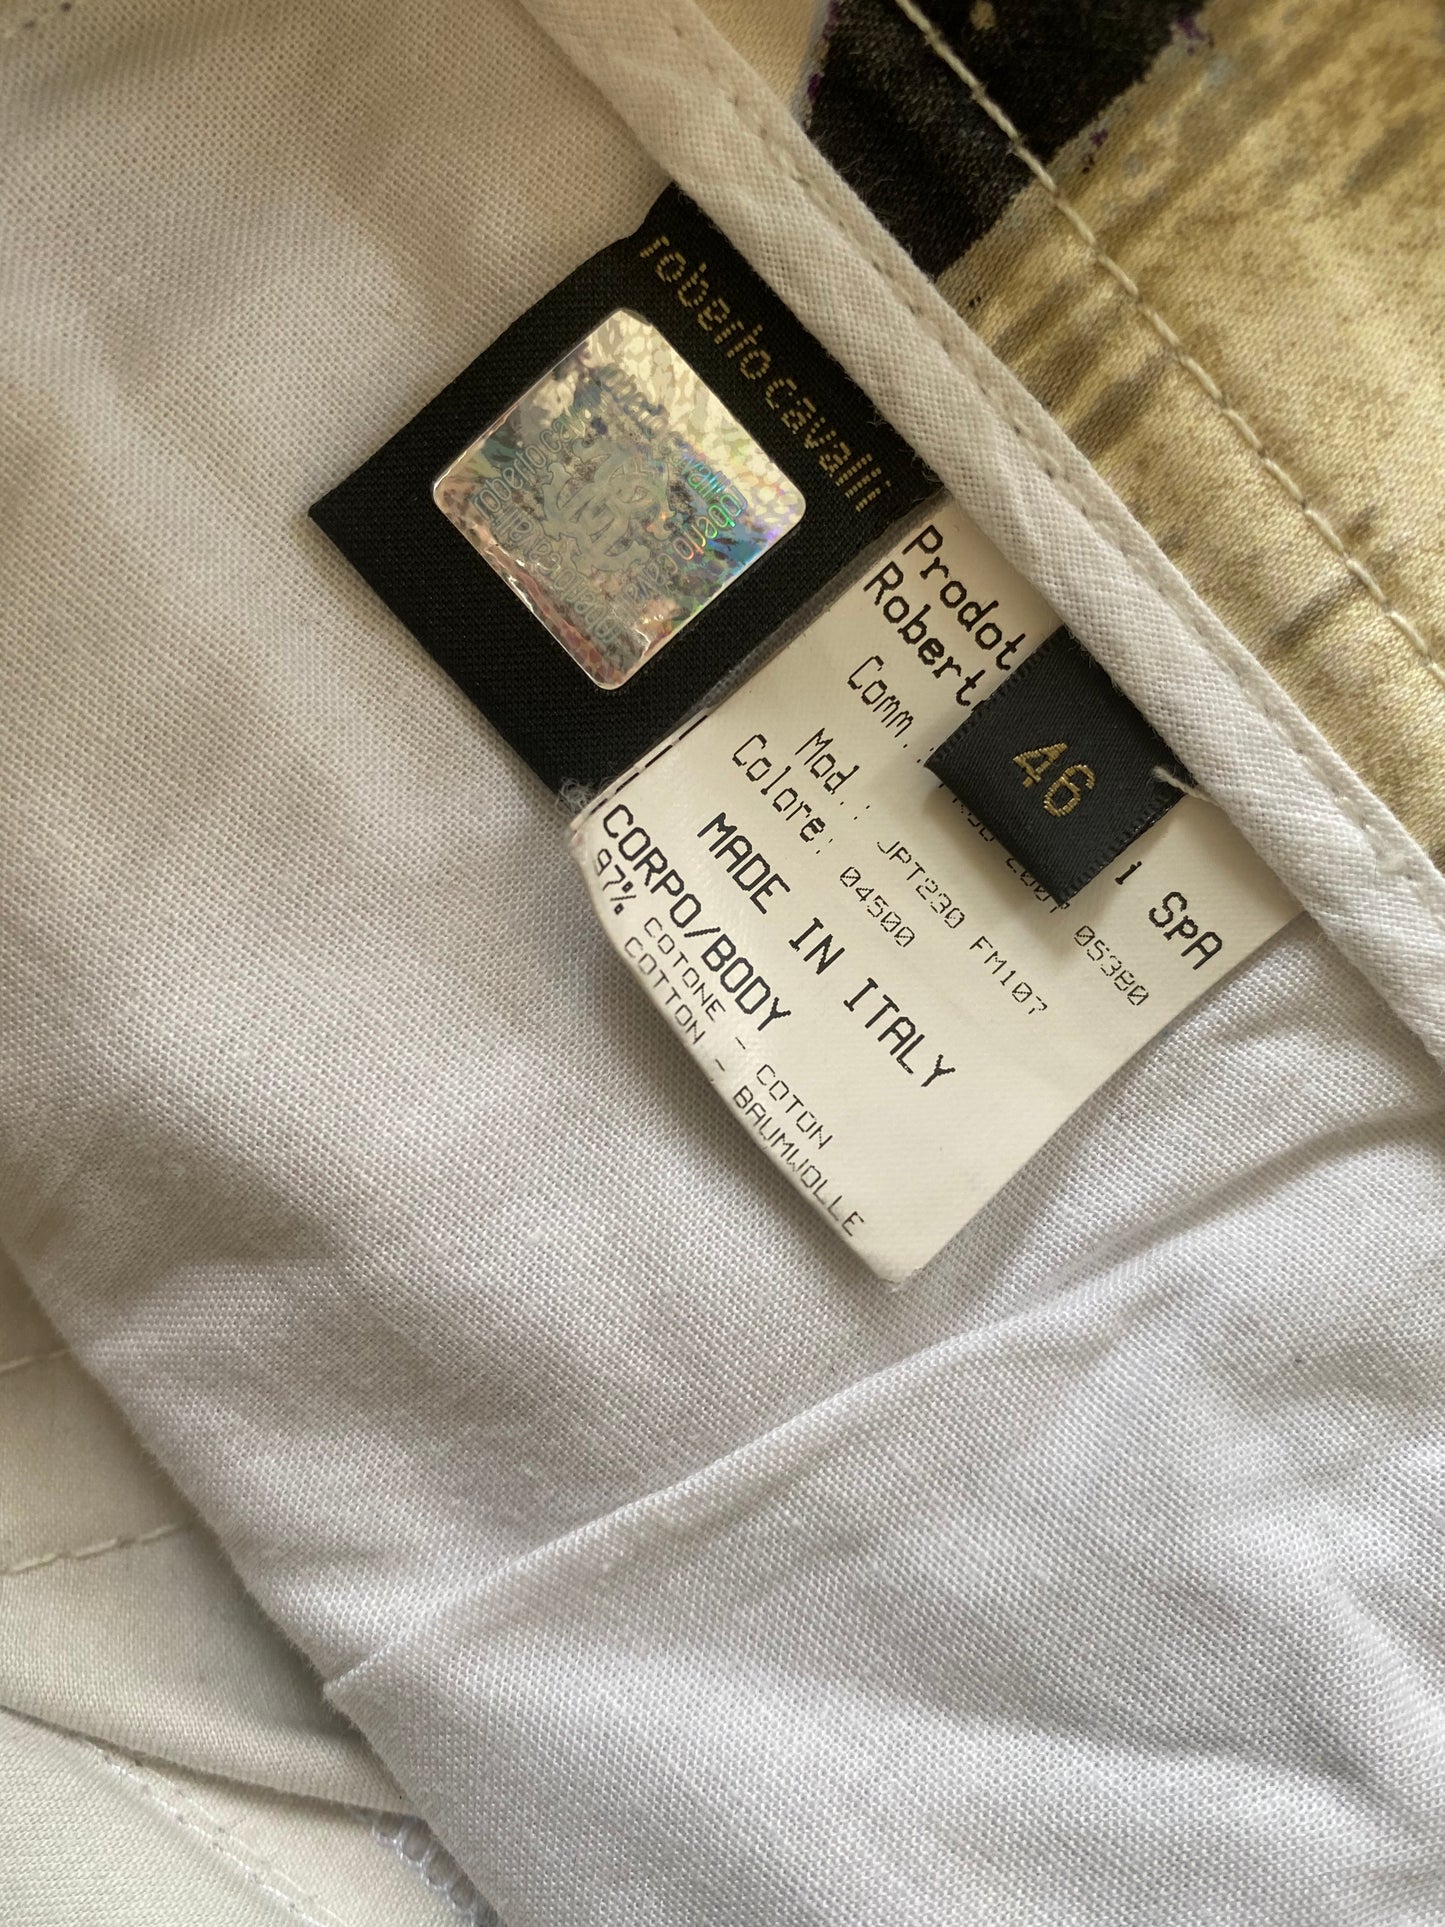 roberto cavalli
Prodot
Robert i SpA
46
Comm.: 2007 05380
Mod.: JPT230 FM107
Colore: 04500
MADE IN ITALY
CORPO/BODY
97% COTONE - COTON
COTTON - BAUMWOLLE